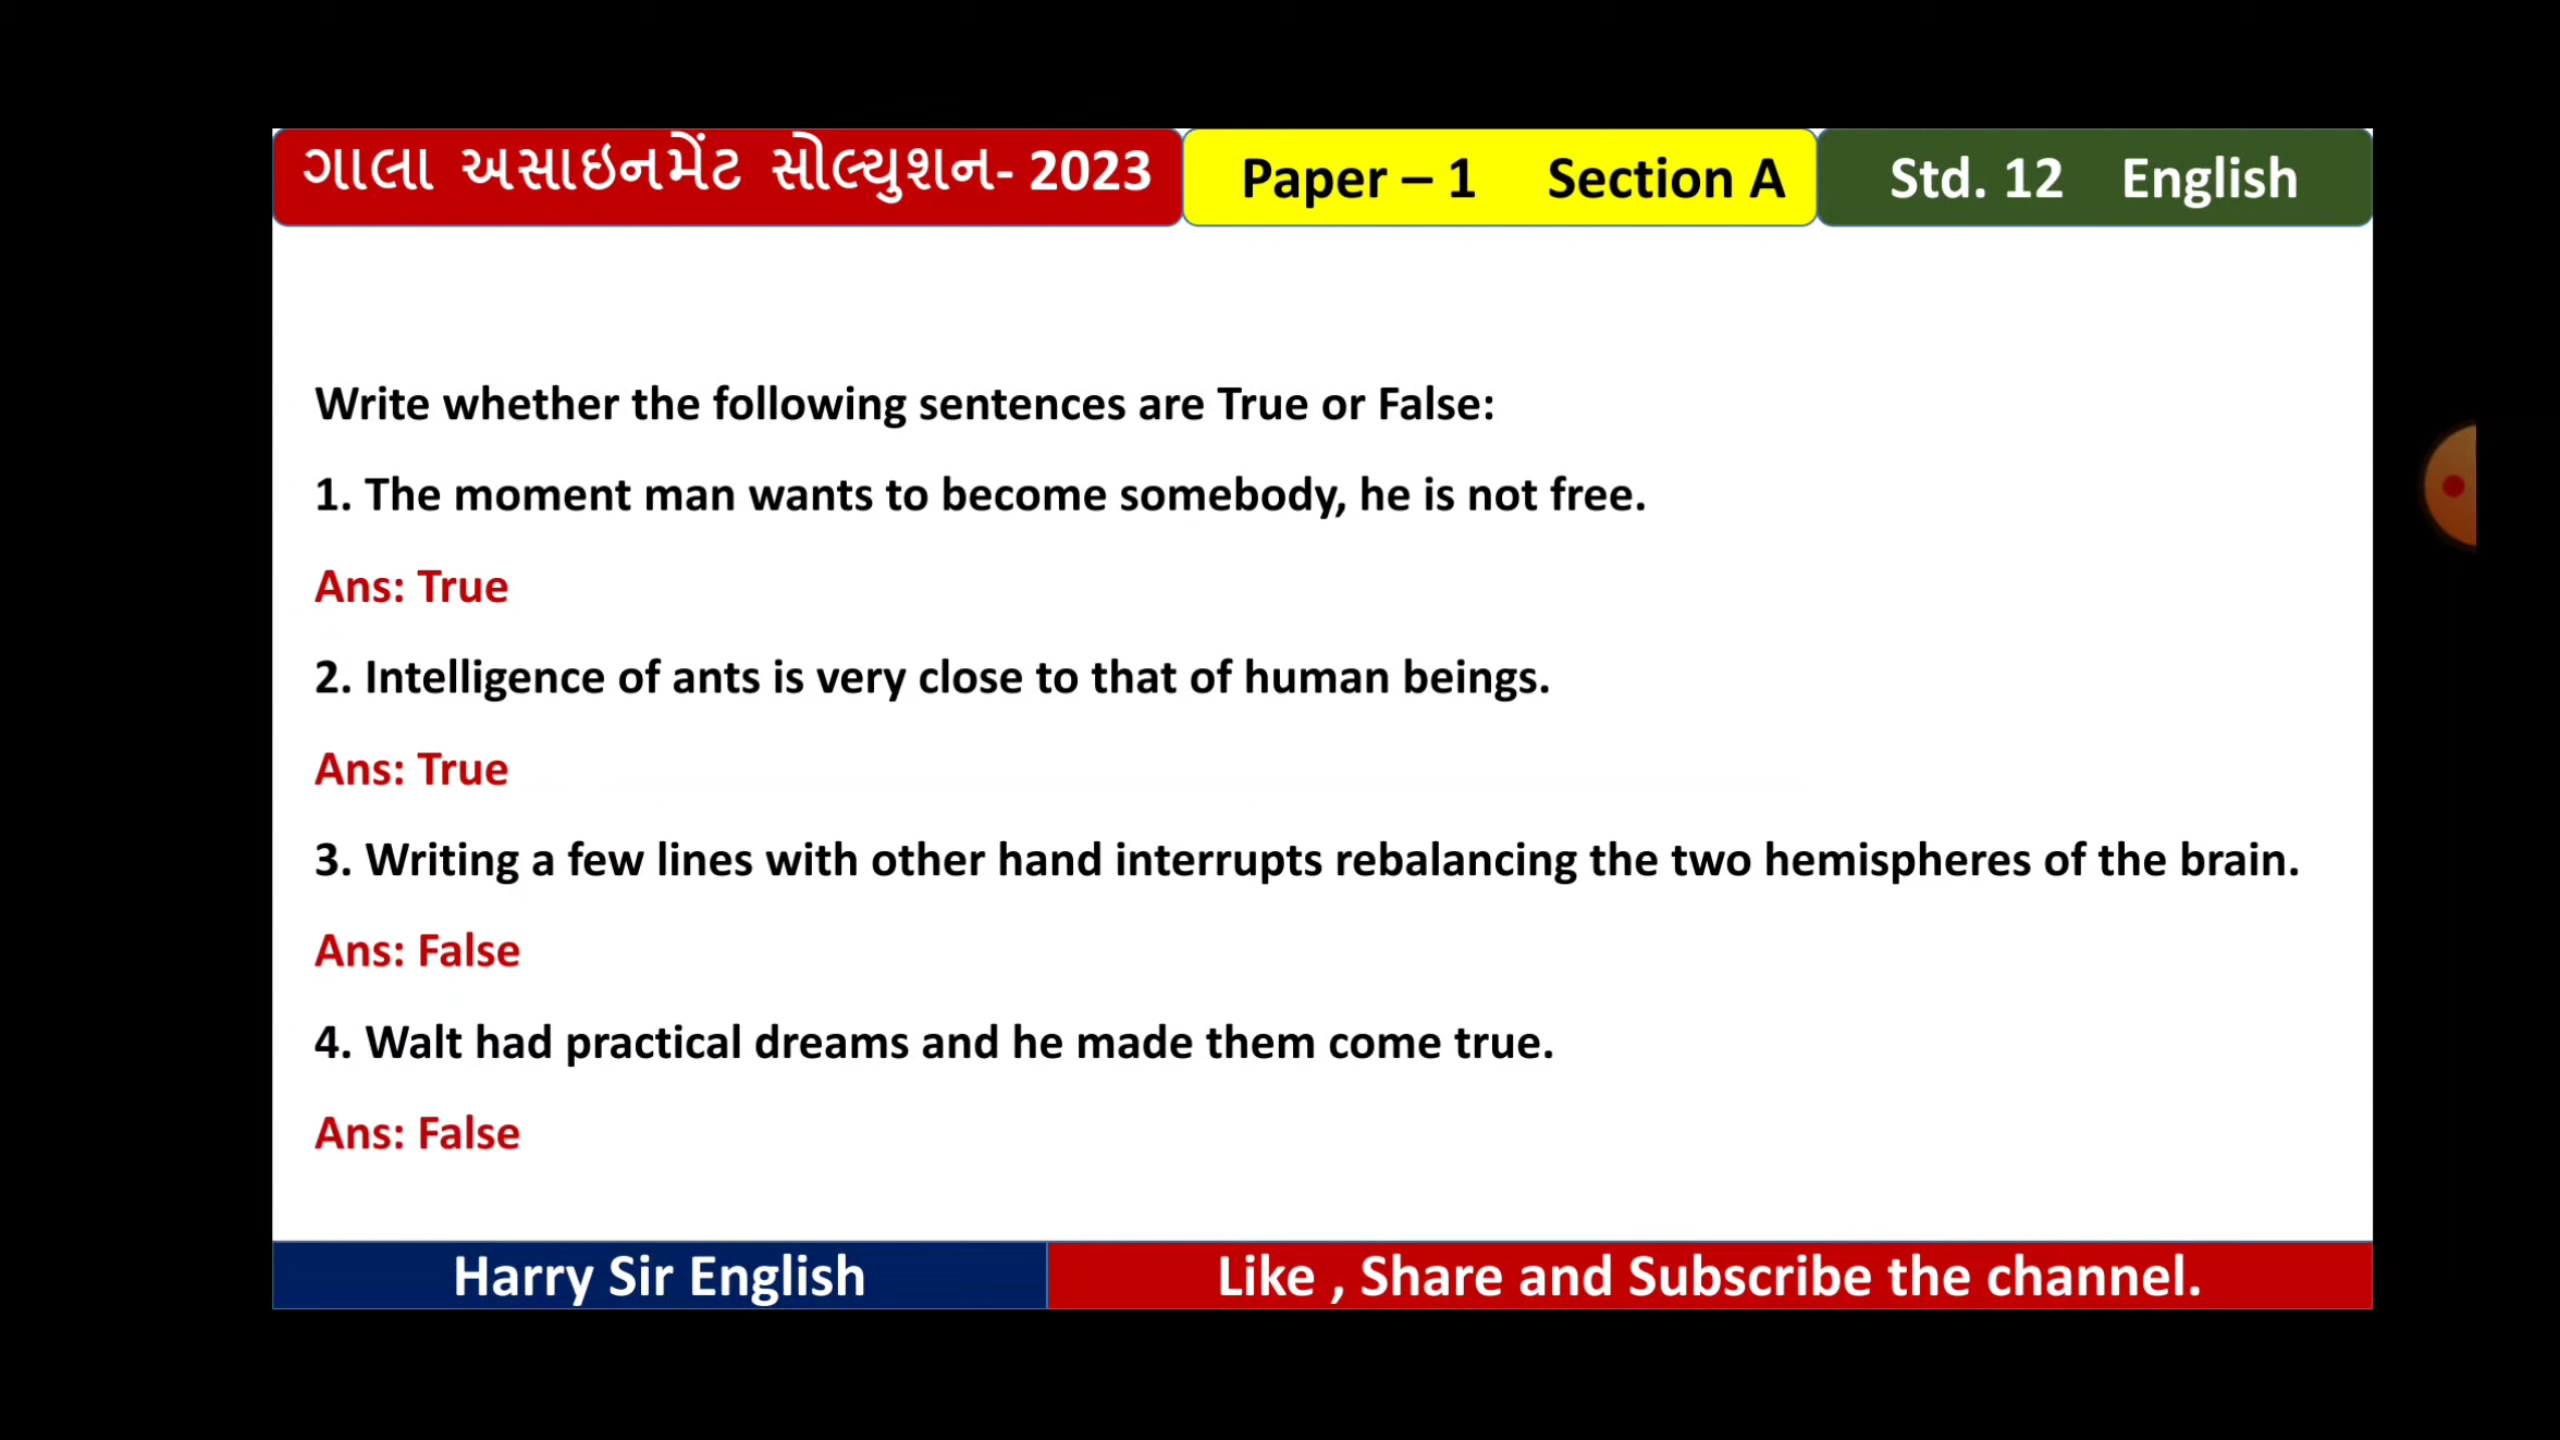 ગાલા અસાઇનમેંટ સોલ્યુશન- 2023
Paper – 1 Section A
Std. 12 English
Write whether the following sentences are True or False:
1. The moment man wants to become somebody, he is not free.
Ans: True
2. Intelligence of ants is very close to that of human beings.
Ans: True
3. Writing a few lines with other hand interrupts rebalancing the two hemispheres of the brain.
Ans: False
4. Walt had practical dreams and he made them come true.
Ans: False
Harry Sir English
Like , Share and Subscribe the channel.